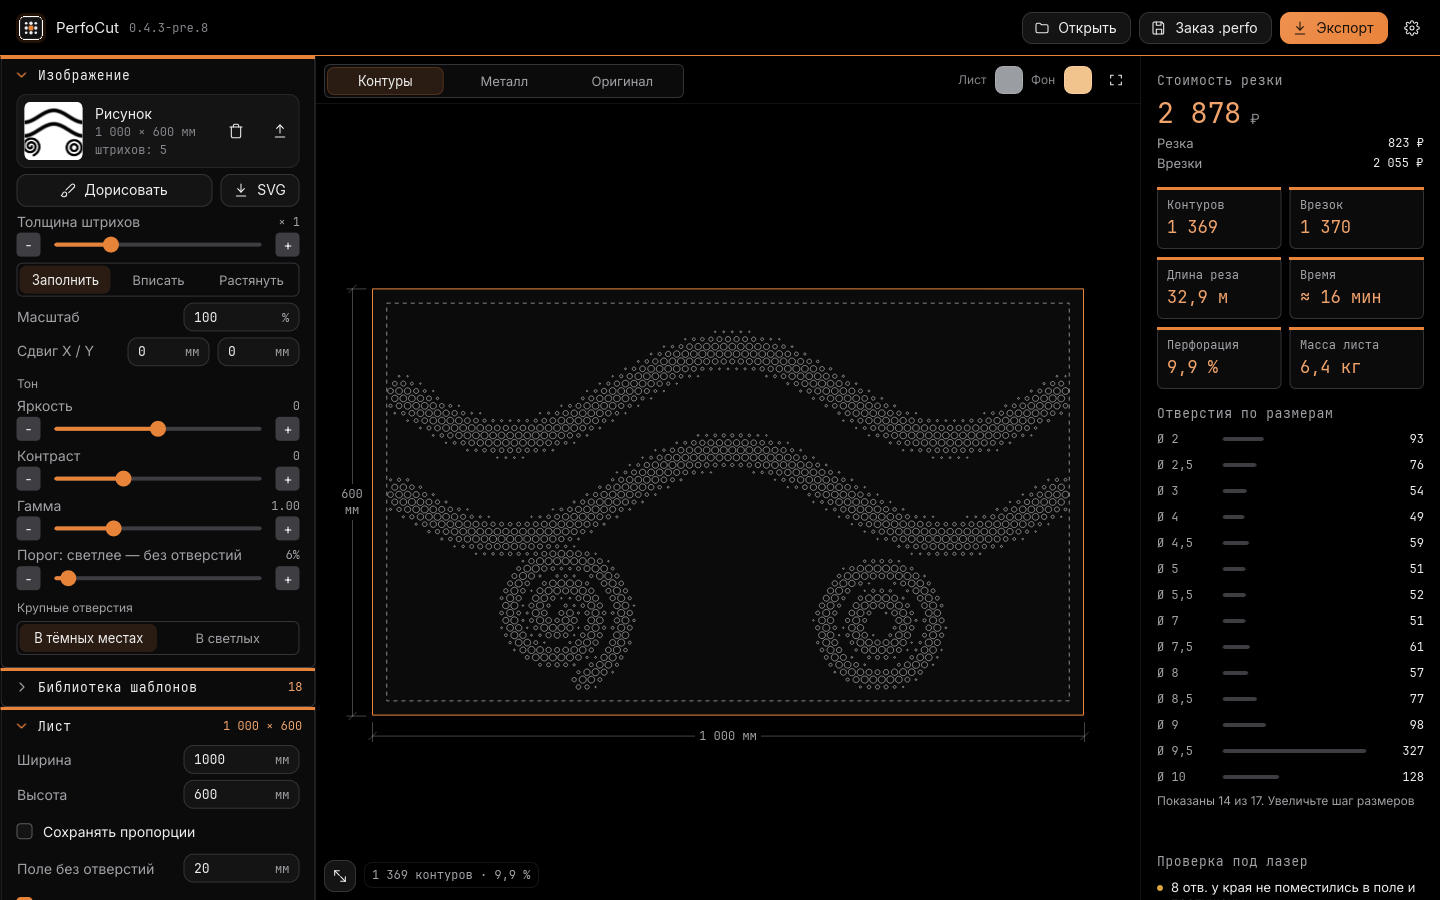 PerfoCut 0.4.3-pre.8
Открыть
Заказ .perfo
Экспорт
Изображение
Рисунок
1 000 × 600 мм
штрихов: 5
Дорисовать
SVG
Толщина штрихов × 1
- +
Заполнить Вписать Растянуть
Масштаб 100 %
Сдвиг X / Y 0 мм 0 мм
Тон
Яркость 0
- +
Контраст 0
- +
Гамма 1.00
- +
Порог: светлее — без отверстий 6%
- +
Крупные отверстия
В тёмных местах В светлых
Библиотека шаблонов 18
Лист 1 000 × 600
Ширина 1000 мм
Высота 600 мм
Сохранять пропорции
Поле без отверстий 20 мм
Контуры Металл Оригинал
Лист Фон
600
мм
1 000 мм
1 369 контуров · 9,9 %
Стоимость резки
2 878 ₽
Резка 823 ₽
Врезки 2 055 ₽
Контуров
1 369
Врезок
1 370
Длина реза
32,9 м
Время
≈ 16 мин
Перфорация
9,9 %
Масса листа
6,4 кг
Отверстия по размерам
Ø 2 93
Ø 2,5 76
Ø 3 54
Ø 4 49
Ø 4,5 59
Ø 5 51
Ø 5,5 52
Ø 7 51
Ø 7,5 61
Ø 8 57
Ø 8,5 77
Ø 9 98
Ø 9,5 327
Ø 10 128
Показаны 14 из 17. Увеличьте шаг размеров
Проверка под лазер
8 отв. у края не поместились в поле и